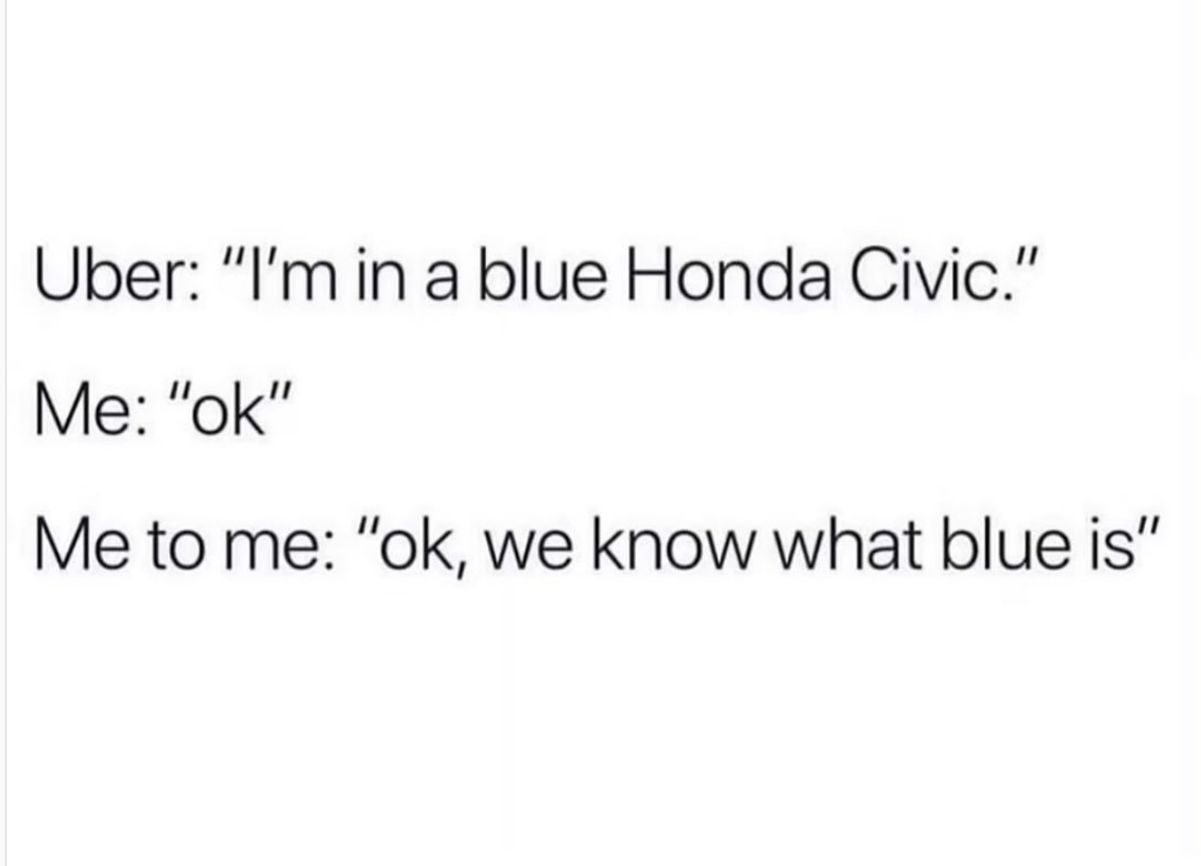 Uber: "I'm in a blue Honda Civic."
Me: "ok"
Me to me: "ok, we know what blue is"